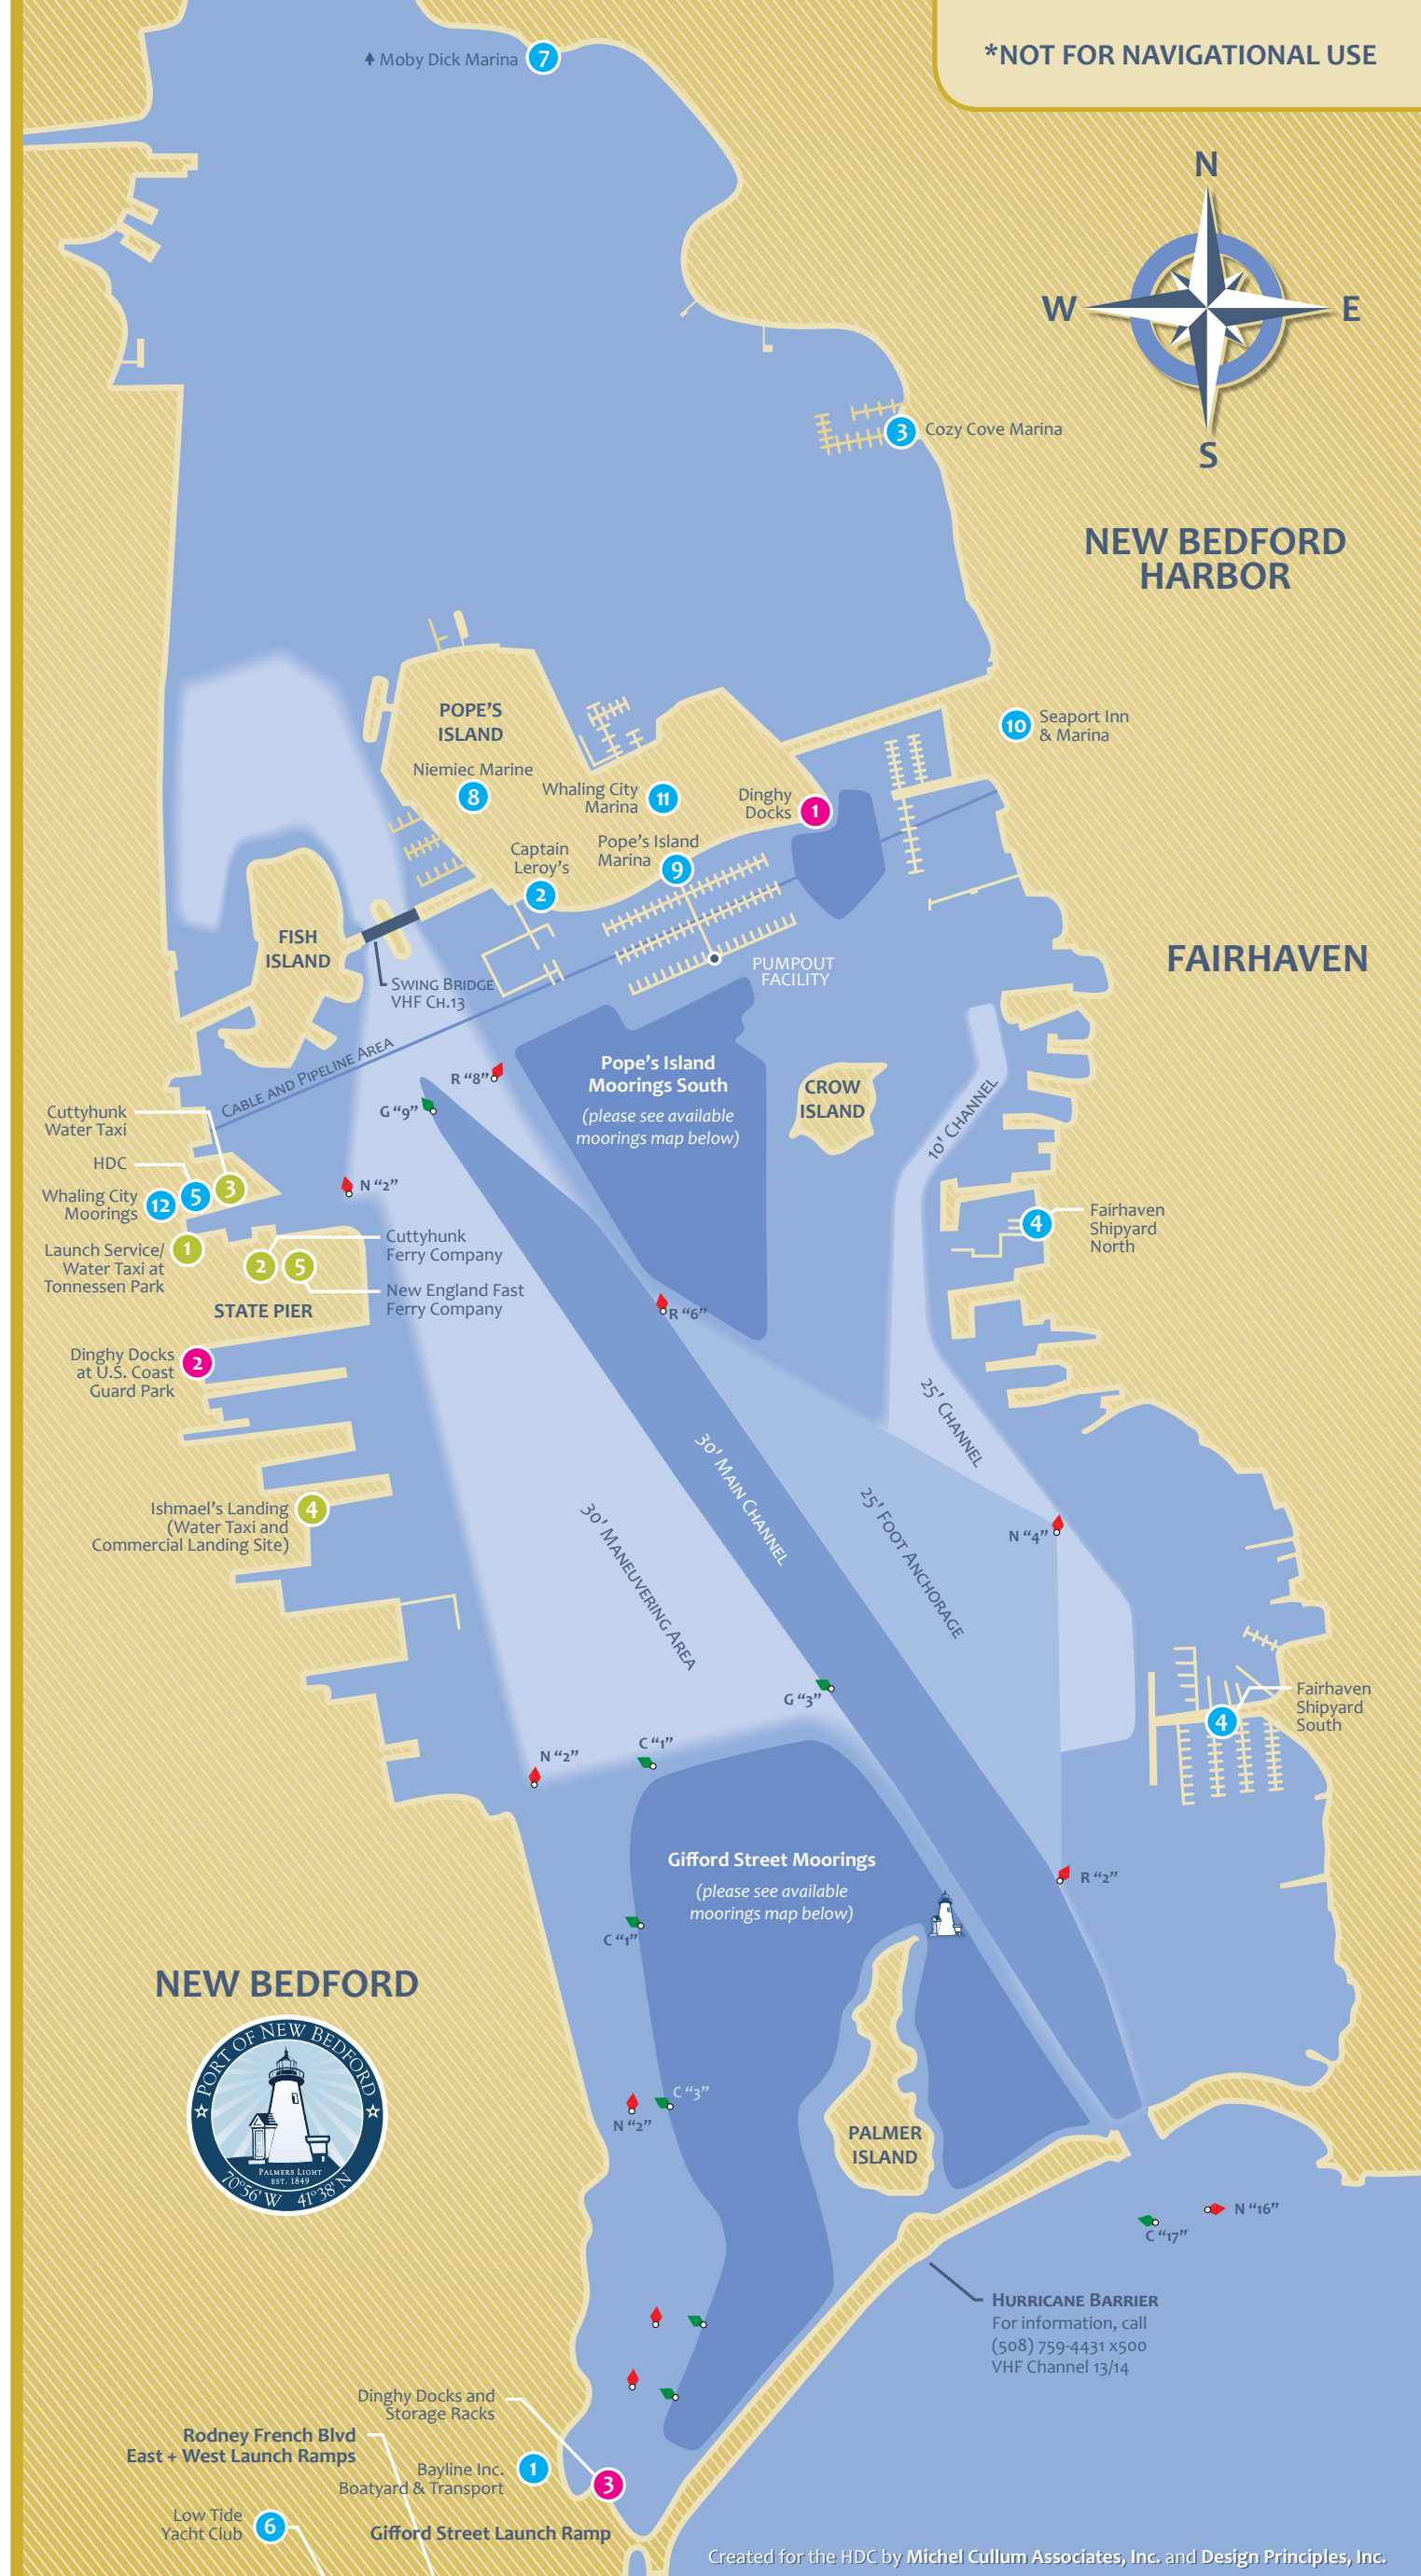 *NOT FOR NAVIGATIONAL USE
Moby Dick Marina 7
N
W E
S
3 Cozy Cove Marina
NEW BEDFORD
HARBOR
POPE'S
ISLAND
10 Seaport Inn
& Marina
Niemiec Marine
8
Whaling City
Marina 11
Dinghy
Docks 1
Captain
Leroy's
2
Pope's Island
Marina 9
FISH
ISLAND
FAIRHAVEN
PUMPOUT
FACILITY
SWING BRIDGE
VHF CH.13
CABLE AND PIPELINE AREA
R “8”
G “9”
Pope's Island
Moorings South
(please see available
moorings map below)
CROW
ISLAND
10' CHANNEL
Cuttyhunk
Water Taxi
HDC
Whaling City
Moorings 12 5 3
N “2”
Launch Service/
Water Taxi at
Tonnessen Park
1
2 5
Cuttyhunk
Ferry Company
New England Fast
Ferry Company
STATE PIER
4 Fairhaven
Shipyard
North
R “6”
Dinghy Docks
at U.S. Coast
Guard Park
2
25' CHANNEL
30' MAIN CHANNEL
25' FOOT ANCHORAGE
30' MANEUVERING AREA
Ishmael's Landing
(Water Taxi and
Commercial Landing Site)
4
N “4”
G “3”
4 Fairhaven
Shipyard
South
N “2”
C “1”
Gifford Street Moorings
(please see available
moorings map below)
R “2”
C “1”
NEW BEDFORD
PORT OF NEW BEDFORD
PALMERS LIGHT
EST. 1849
70°56' W 41°38' N
C “3”
N “2”
PALMER
ISLAND
N “16”
C “17”
HURRICANE BARRIER
For information, call
(508) 759-4431 x500
VHF Channel 13/14
Dinghy Docks and
Storage Racks
3
Rodney French Blvd
East + West Launch Ramps
Bayline Inc.
Boatyard & Transport
1
Low Tide
Yacht Club 6
Gifford Street Launch Ramp
Created for the HDC by Michel Cullum Associates, Inc. and Design Principles, Inc.